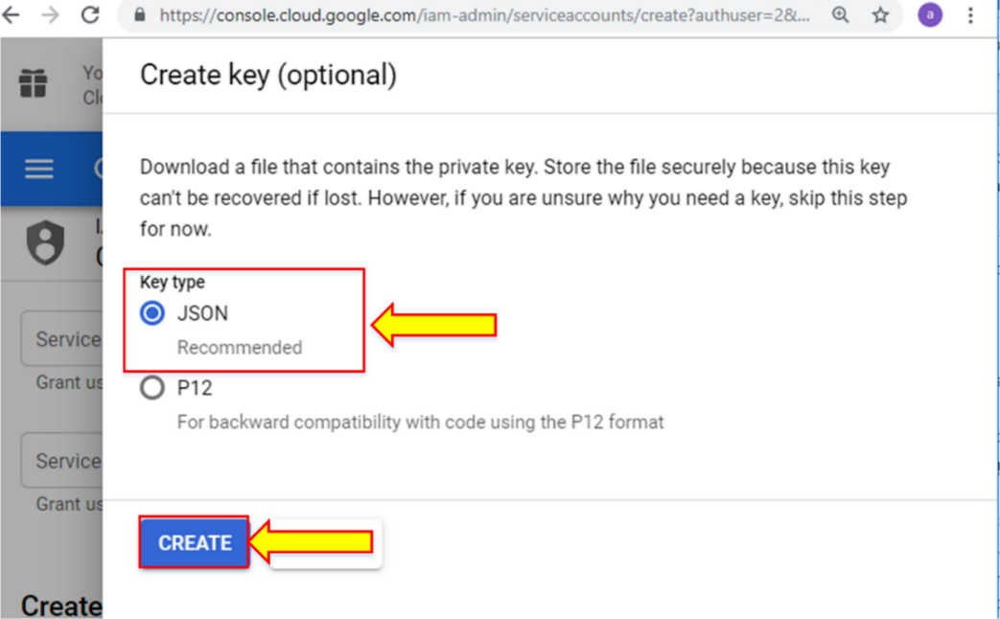 https://console.cloud.google.com/iam-admin/serviceaccounts/create?authuser=2&... a
Create key (optional)
Download a file that contains the private key. Store the file securely because this key
can't be recovered if lost. However, if you are unsure why you need a key, skip this step
for now.
Key type
JSON
Recommended
P12
For backward compatibility with code using the P12 format
CREATE
Service
Grant us
Service
Grant us
Create